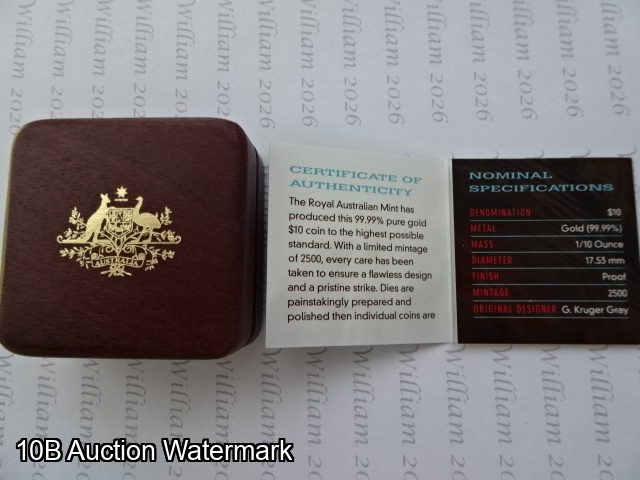 AUSTRALIA
CERTIFICATE OF
AUTHENTICITY
The Royal Australian Mint has
produced this 99.99% pure gold
$10 coin to the highest possible
standard. With a limited mintage
of 2500, every care has been
taken to ensure a flawless design
and a pristine strike. Dies are
painstakingly prepared and
polished then individual coins are
NOMINAL
SPECIFICATIONS
DENOMINATION $10
METAL Gold (99.99%)
MASS 1/10 Ounce
DIAMETER 17.53 mm
FINISH Proof
MINTAGE 2500
ORIGINAL DESIGNER G. Kruger Gray
William 2026
10B Auction Watermark